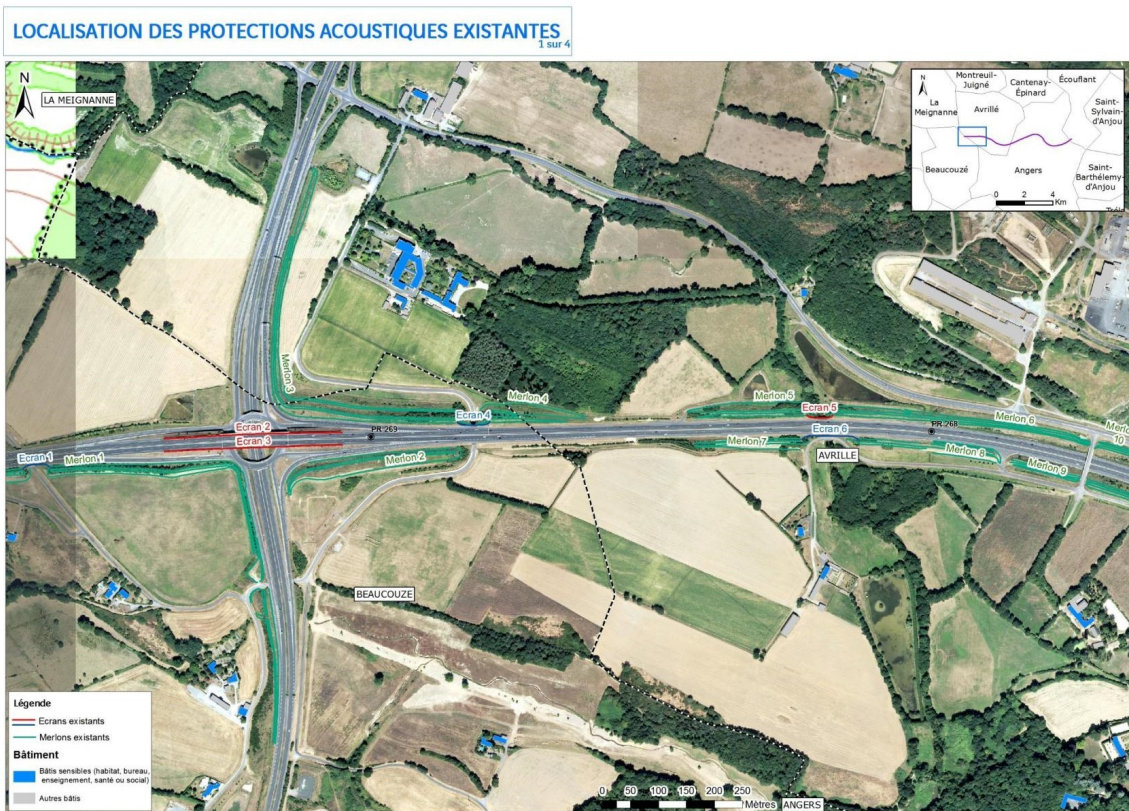 LOCALISATION DES PROTECTIONS ACOUSTIQUES EXISTANTES
1 sur 4
N
LA MEIGNANNE
N
Montreuil-
Juigné
Cantenay-
Épinard
Écouflant
La
Meignanne
Avrillé
Saint-
Sylvain-
d'Anjou
Beaucouzé
Angers
Saint-
Barthélemy-
d'Anjou
0 2 4
Km
Merlon 3
Ecran 2
Ecran 3
PR 269
Ecran 4
Merlon 4
Merlon 5
Ecran 5
Ecran 6
PR 268
Merlon 6
Merlon
10
Ecran 1
Merlon 1
Merlon 2
Merlon 7
AVRILLE
Merlon 8
Merlon 9
BEAUCOUZE
Légende
Ecrans existants
Merlons existants
Bâtiment
Bâtis sensibles (habitat, bureau,
enseignement, santé ou social)
Autres bâtis
0 50 100 150 200 250
Mètres
ANGERS